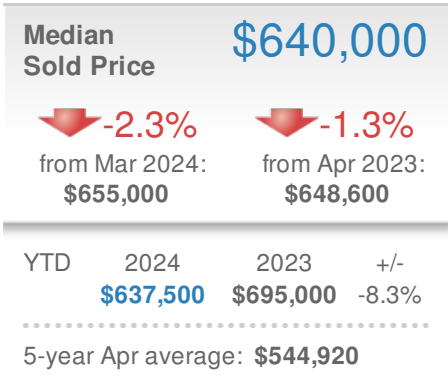 Median $640,000
Sold Price
-2.3% -1.3%
from Mar 2024: from Apr 2023:
$655,000 $648,600
YTD 2024 2023 +/-
$637,500 $695,000 -8.3%
5-year Apr average: $544,920